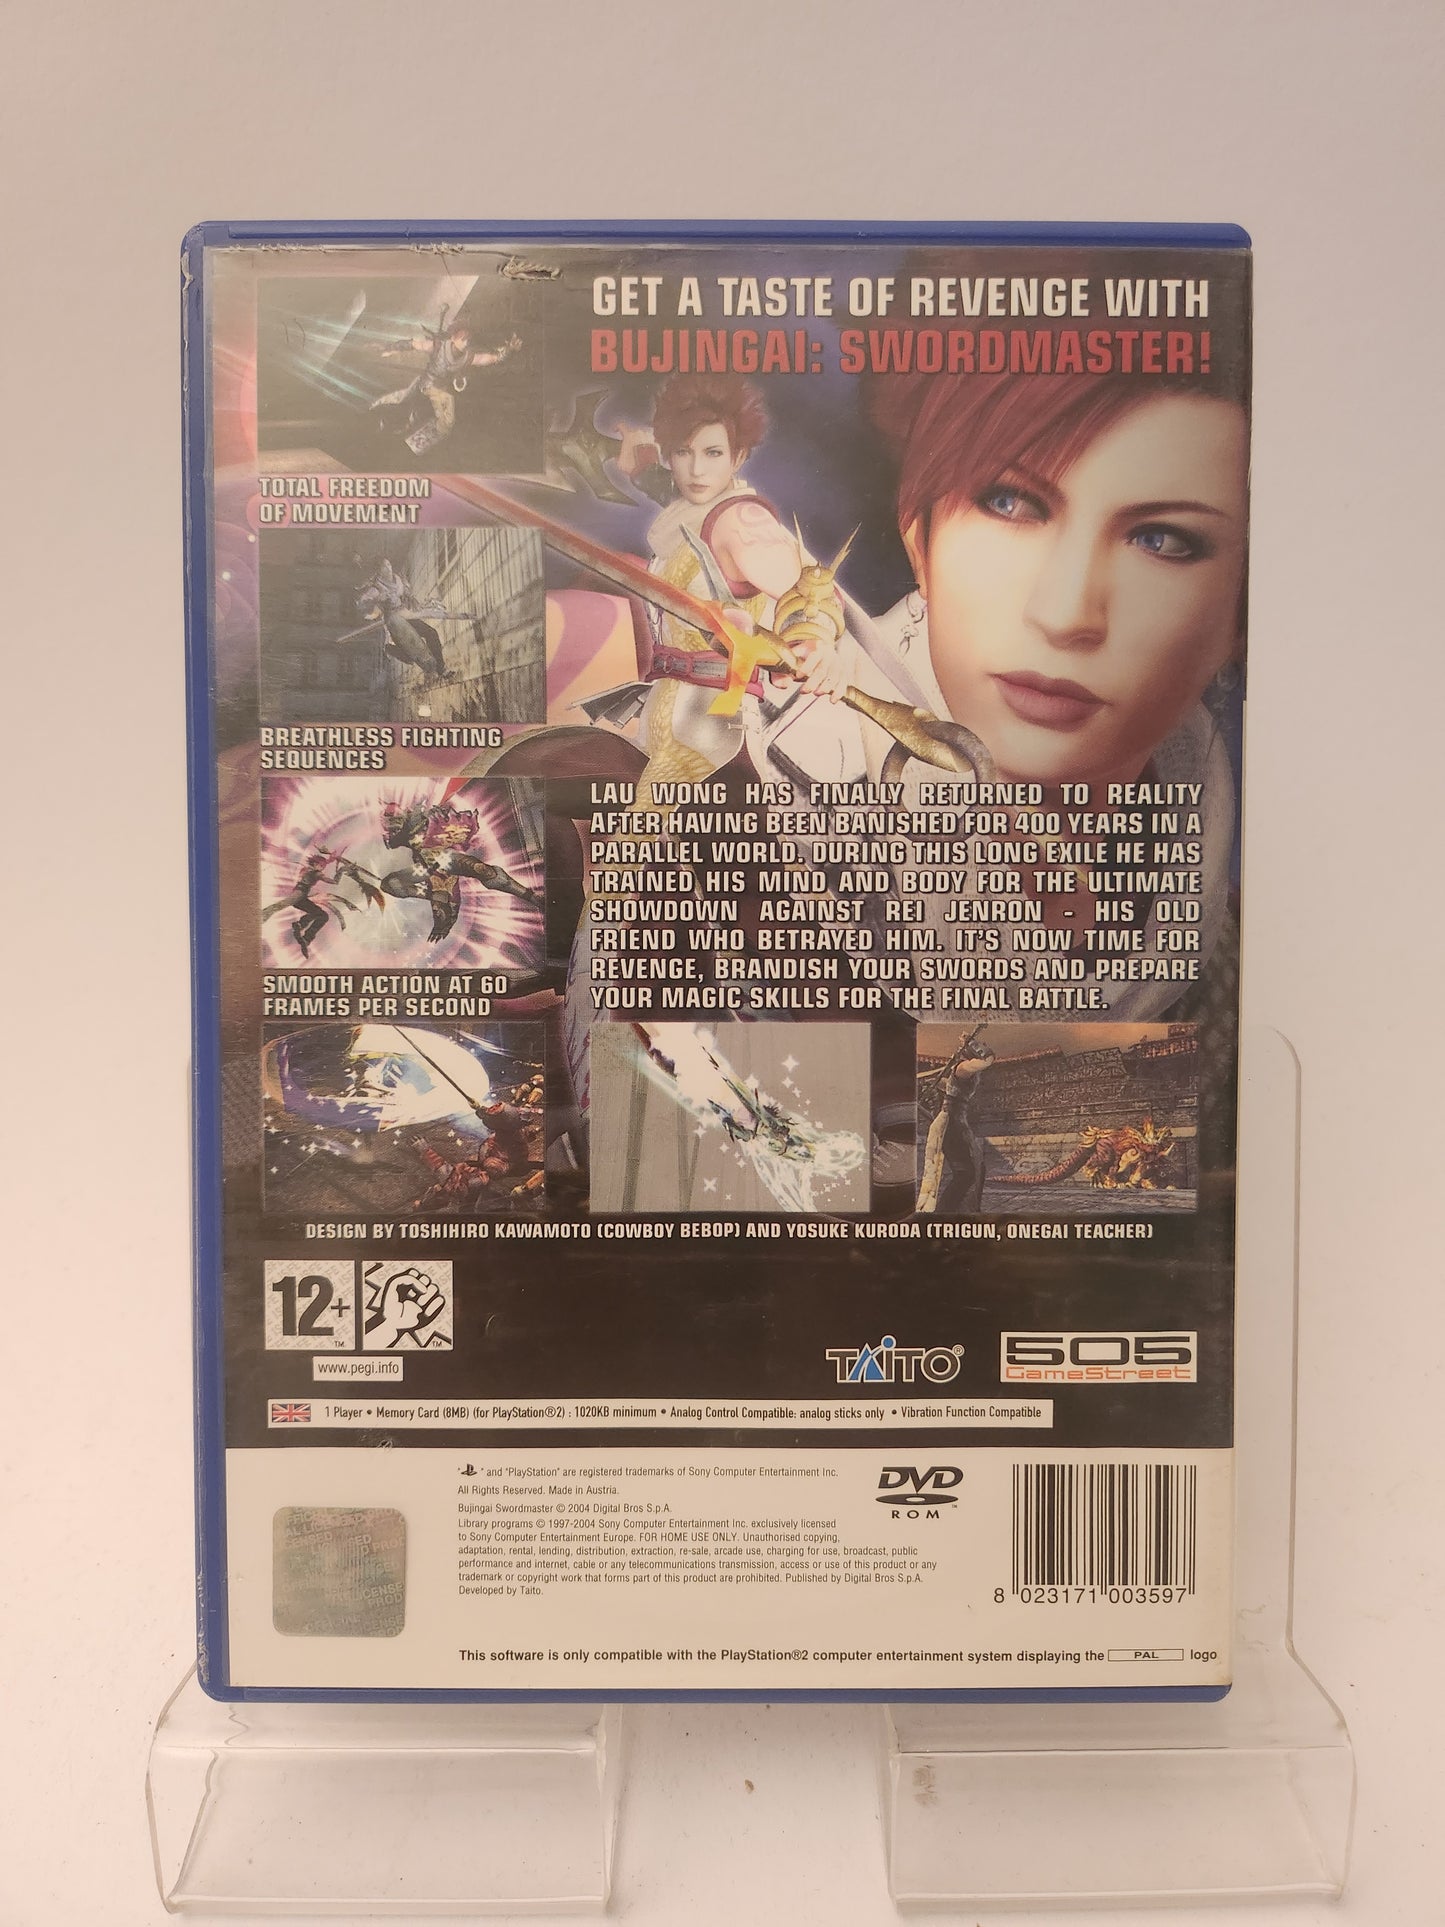 GET A TASTE OF REVENGE WITH
BUJINGAI: SWORDMASTER!
TOTAL FREEDOM
OF MOVEMENT
BREATHLESS FIGHTING
SEQUENCES
SMOOTH ACTION AT 60
FRAMES PER SECOND
LAU WONG HAS FINALLY RETURNED TO REALITY
AFTER HAVING BEEN BANISHED FOR 400 YEARS IN A
PARALLEL WORLD. DURING THIS LONG EXILE HE HAS
TRAINED HIS MIND AND BODY FOR THE ULTIMATE
SHOWDOWN AGAINST REI JENRON - HIS OLD
FRIEND WHO BETRAYED HIM. IT'S NOW TIME FOR
REVENGE, BRANDISH YOUR SWORDS AND PREPARE
YOUR MAGIC SKILLS FOR THE FINAL BATTLE.
DESIGN BY TOSHIHIRO KAWAMOTO (COWBOY BEBOP) AND YOSUKE KURODA (TRIGUN, ONEGAI TEACHER)
12+
www.pegi.info
TAITO®
505
GameStreet
1 Player • Memory Card (8MB) (for PlayStation®2) : 1020KB minimum • Analog Control Compatible: analog sticks only • Vibration Function Compatible
" " and "PlayStation" are registered trademarks of Sony Computer Entertainment Inc.
All Rights Reserved. Made in Austria.
Bujingai Swordmaster © 2004 Digital Bros S.p.A.
Library programs © 1997-2004 Sony Computer Entertainment Inc. exclusively licensed
to Sony Computer Entertainment Europe. FOR HOME USE ONLY. Unauthorised copying,
adaptation, rental, lending, distribution, extraction, re-sale, arcade use, charging for use, broadcast, public
performance and internet, cable or any telecommunications transmission, access or use of this product or any
trademark or copyright work that forms part of this product are prohibited. Published by Digital Bros S.p.A.
Developed by Taito.
DVD
ROM
8 023171 003597
This software is only compatible with the PlayStation®2 computer entertainment system displaying the PAL logo